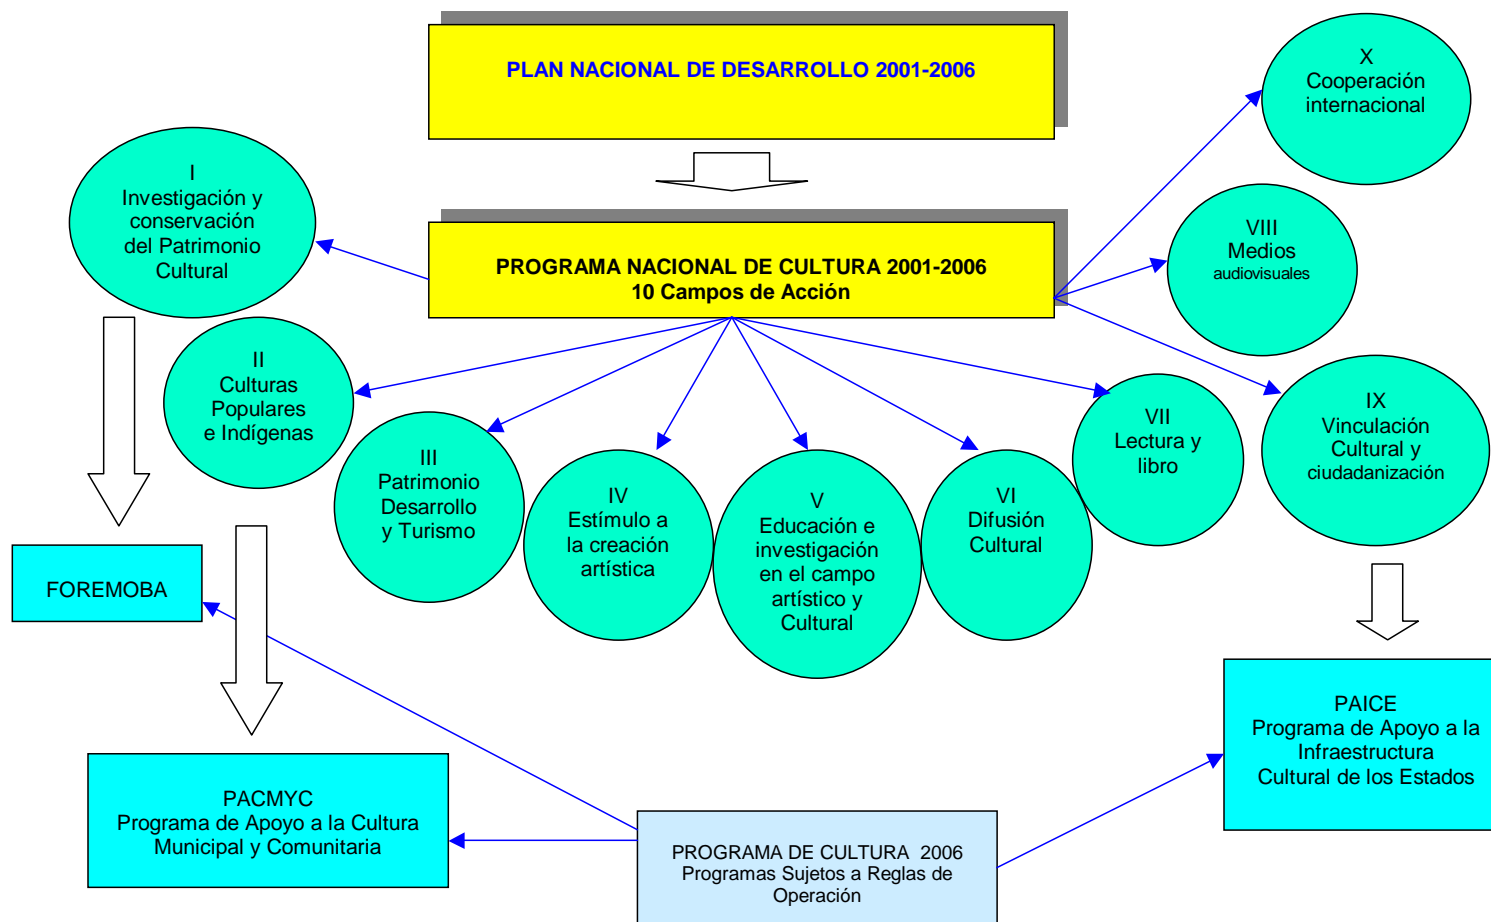 PLAN NACIONAL DE DESARROLLO 2001-2006
PROGRAMA NACIONAL DE CULTURA 2001-2006
10 Campos de Acción
I
Investigación y
conservación
del Patrimonio
Cultural
II
Culturas
Populares
e Indígenas
III
Patrimonio
Desarrollo
y Turismo
IV
Estímulo a
la creación
artística
V
Educación e
investigación
en el campo
artístico y
Cultural
VI
Difusión
Cultural
VII
Lectura y
libro
VIII
Medios
audiovisuales
IX
Vinculación
Cultural y
ciudadanización
X
Cooperación
internacional
FOREMOBA
PACMYC
Programa de Apoyo a la Cultura
Municipal y Comunitaria
PAICE
Programa de Apoyo a la
Infraestructura
Cultural de los Estados
PROGRAMA DE CULTURA 2006
Programas Sujetos a Reglas de
Operación